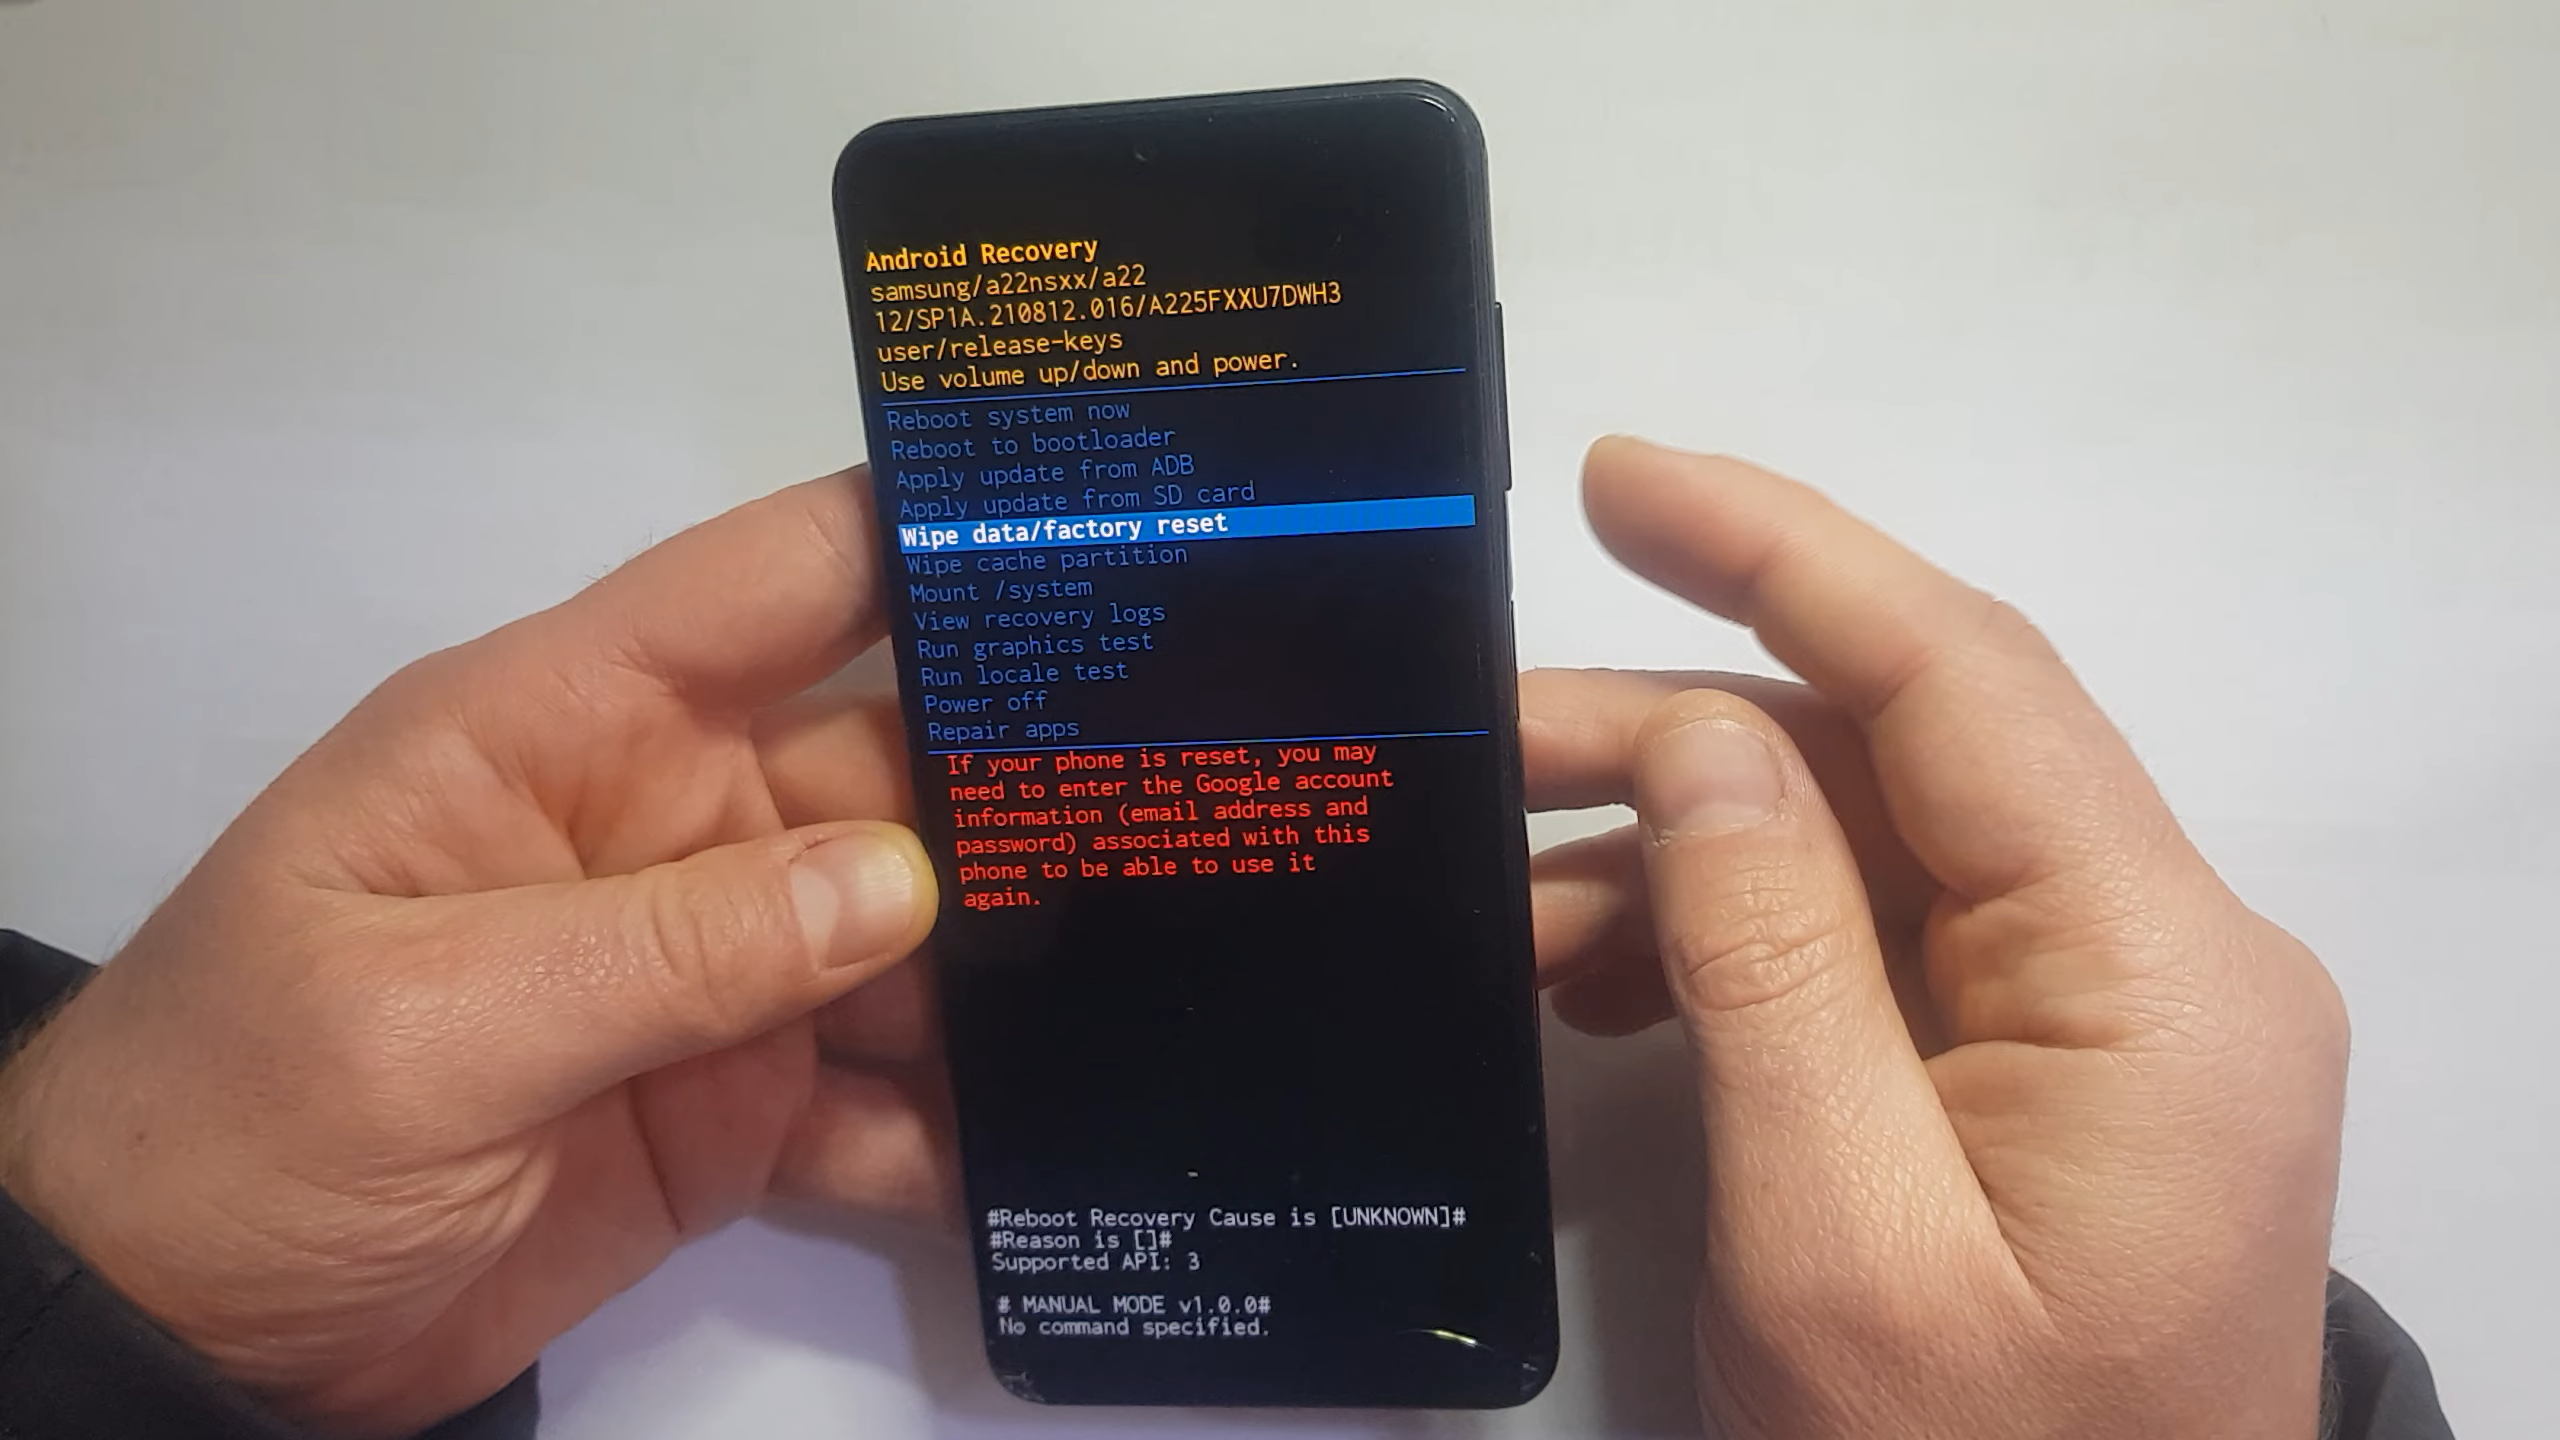 Android Recovery
samsung/a22nsxx/a22
12/SP1A.210812.016/A225FXXU7DWH3
user/release-keys
Use volume up/down and power.
Reboot system now
Reboot to bootloader
Apply update from ADB
Apply update from SD card
Wipe data/factory reset
Wipe cache partition
Mount /system
View recovery logs
Run graphics test
Run locale test
Power off
Repair apps
If your phone is reset, you may
need to enter the Google account
information (email address and
password) associated with this
phone to be able to use it
again.
#Reboot Recovery Cause is [UNKNOWN]#
#Reason is []#
Supported API: 3
# MANUAL MODE v1.0.0#
No command specified.